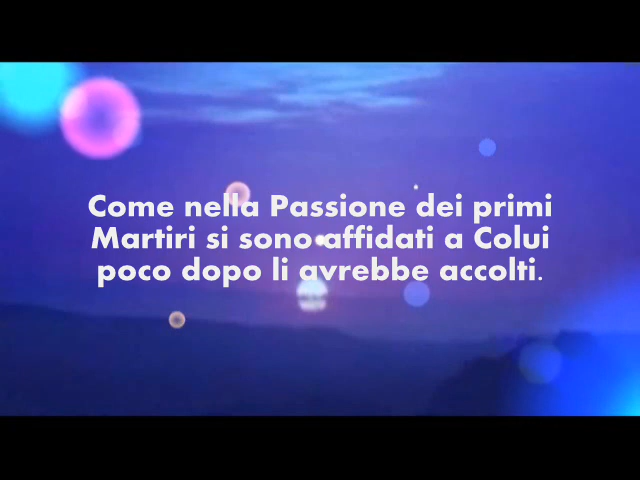 Come nella Passione dei primi
Martiri si sono affidati a Colui
poco dopo li avrebbe accolti.